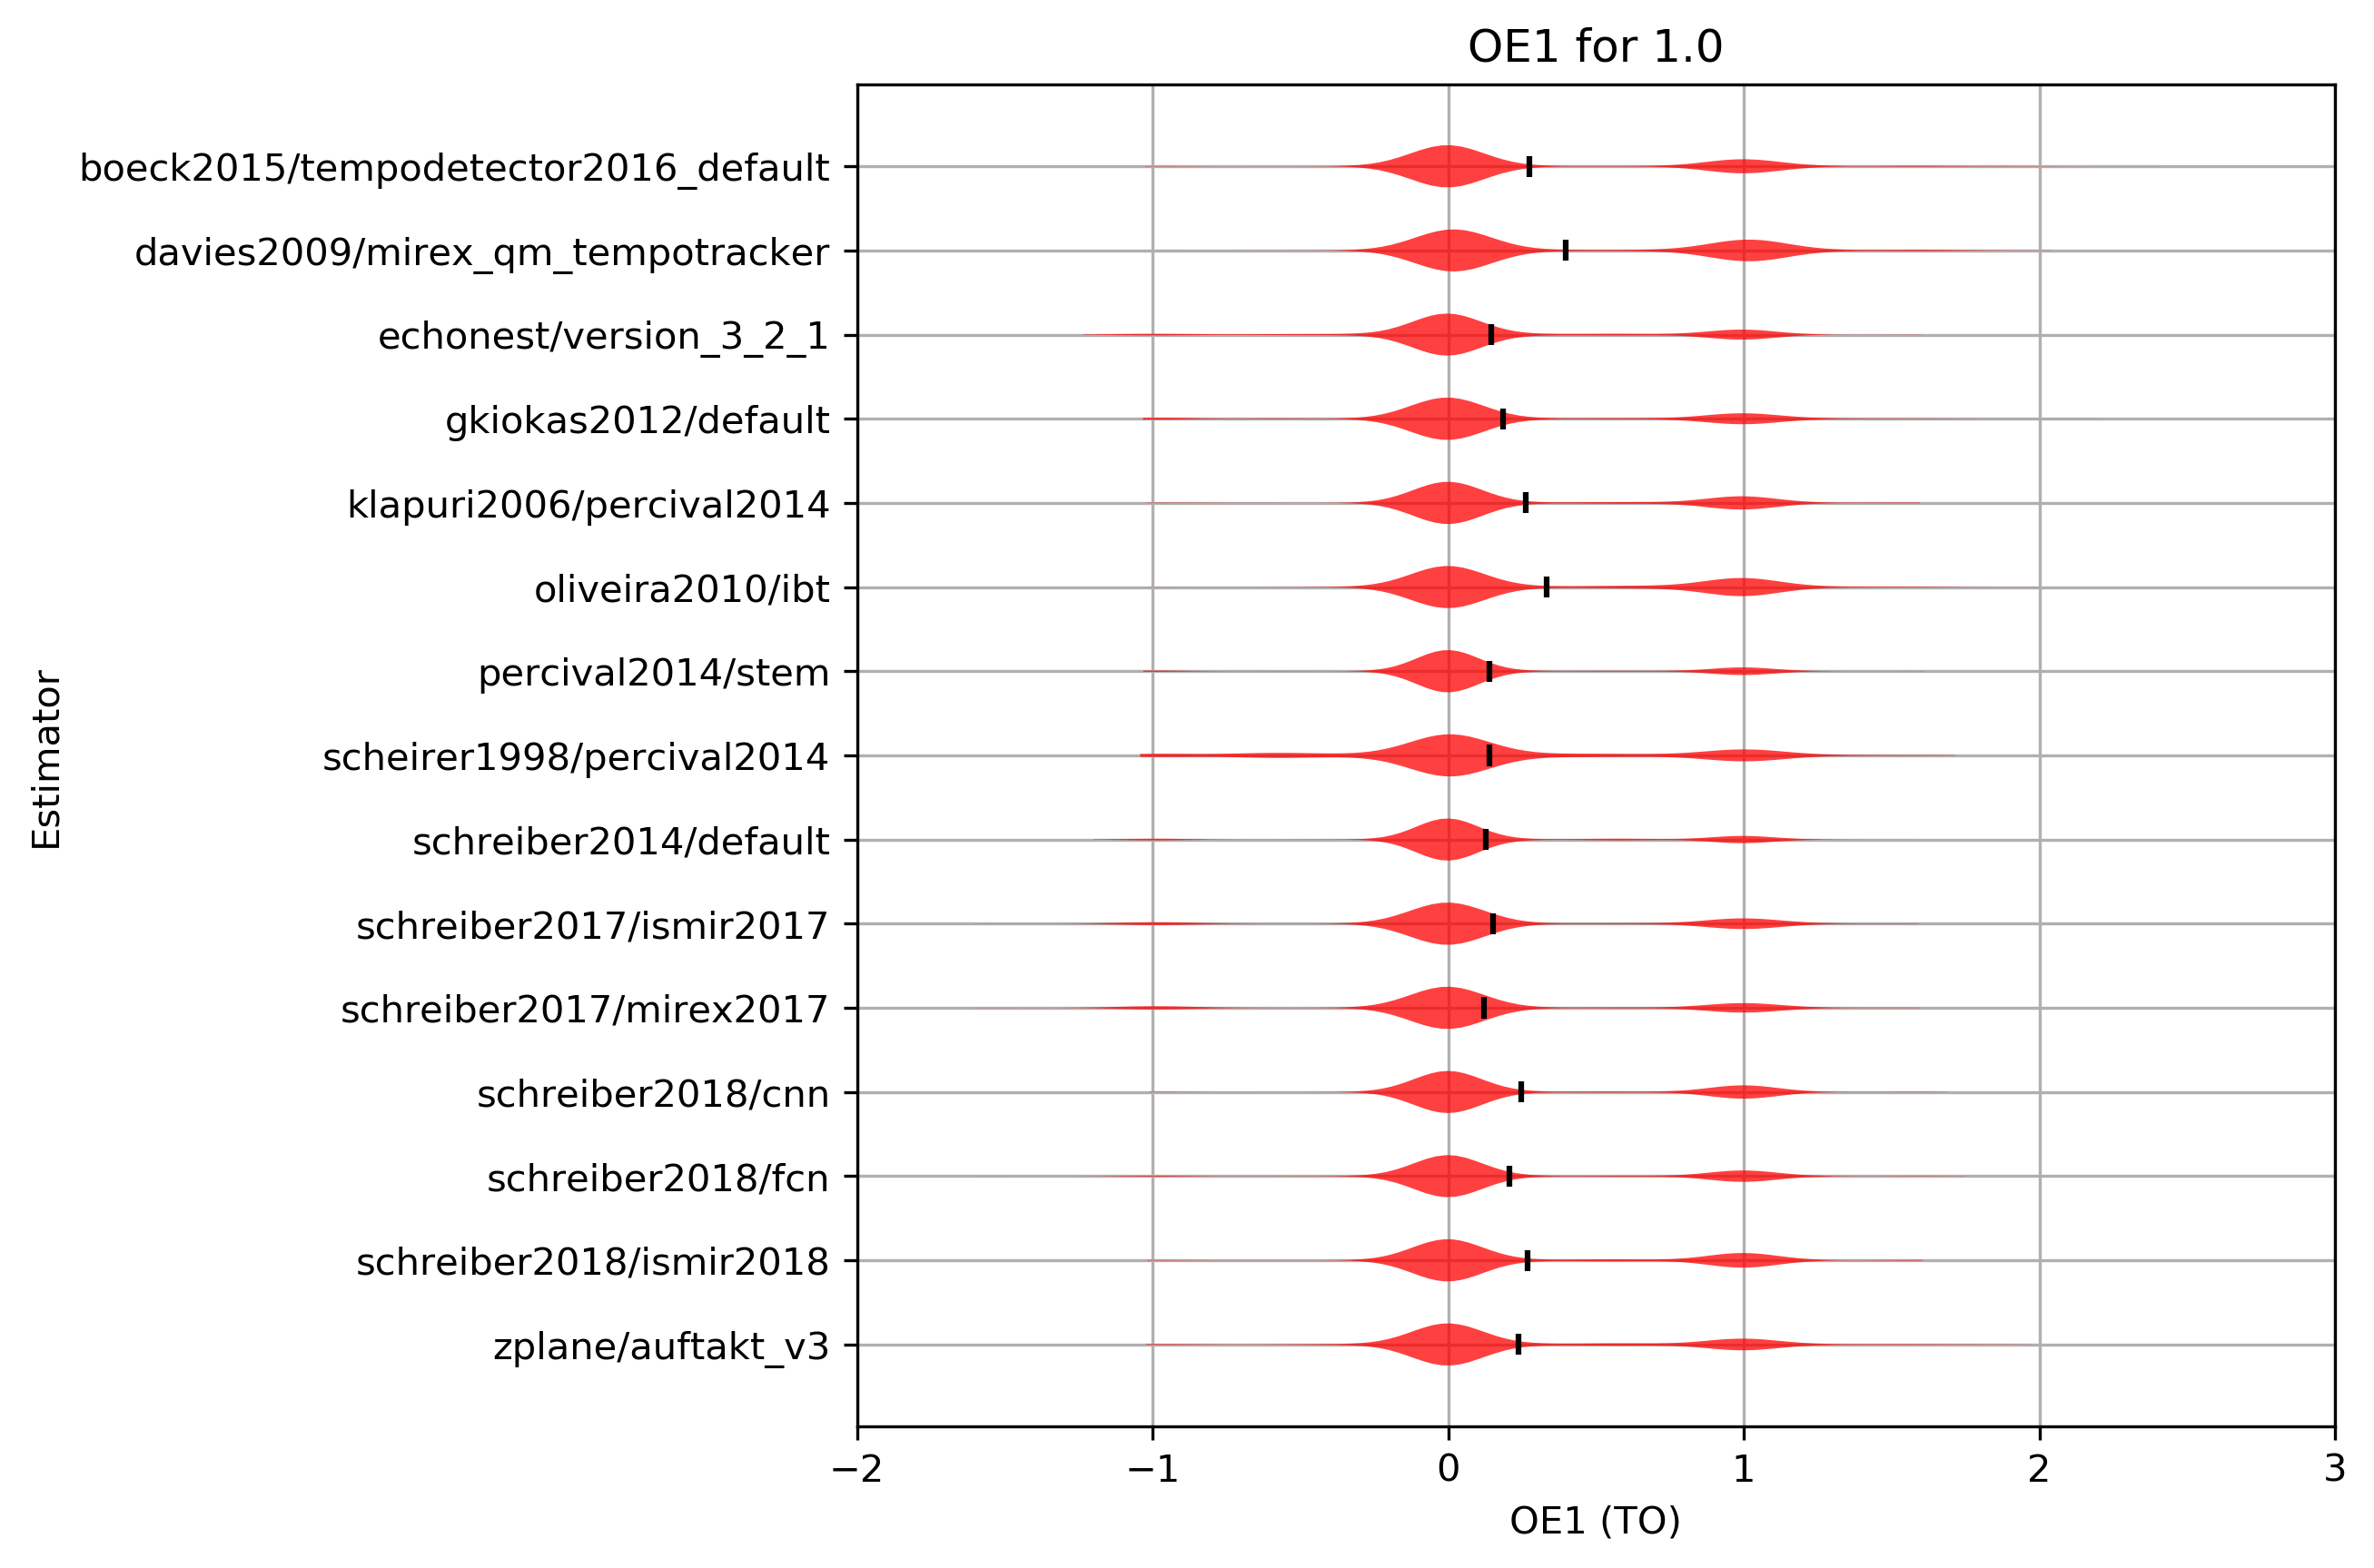 OE1 for 1.0
boeck2015/tempodetector2016_default
davies2009/mirex_qm_tempotracker
echonest/version_3_2_1
gkiokas2012/default
klapuri2006/percival2014
oliveira2010/ibt
percival2014/stem
scheirer1998/percival2014
schreiber2014/default
schreiber2017/ismir2017
schreiber2017/mirex2017
schreiber2018/cnn
schreiber2018/fcn
schreiber2018/ismir2018
zplane/auftakt_v3
Estimator
−2 −1 0 1 2 3
OE1 (TO)